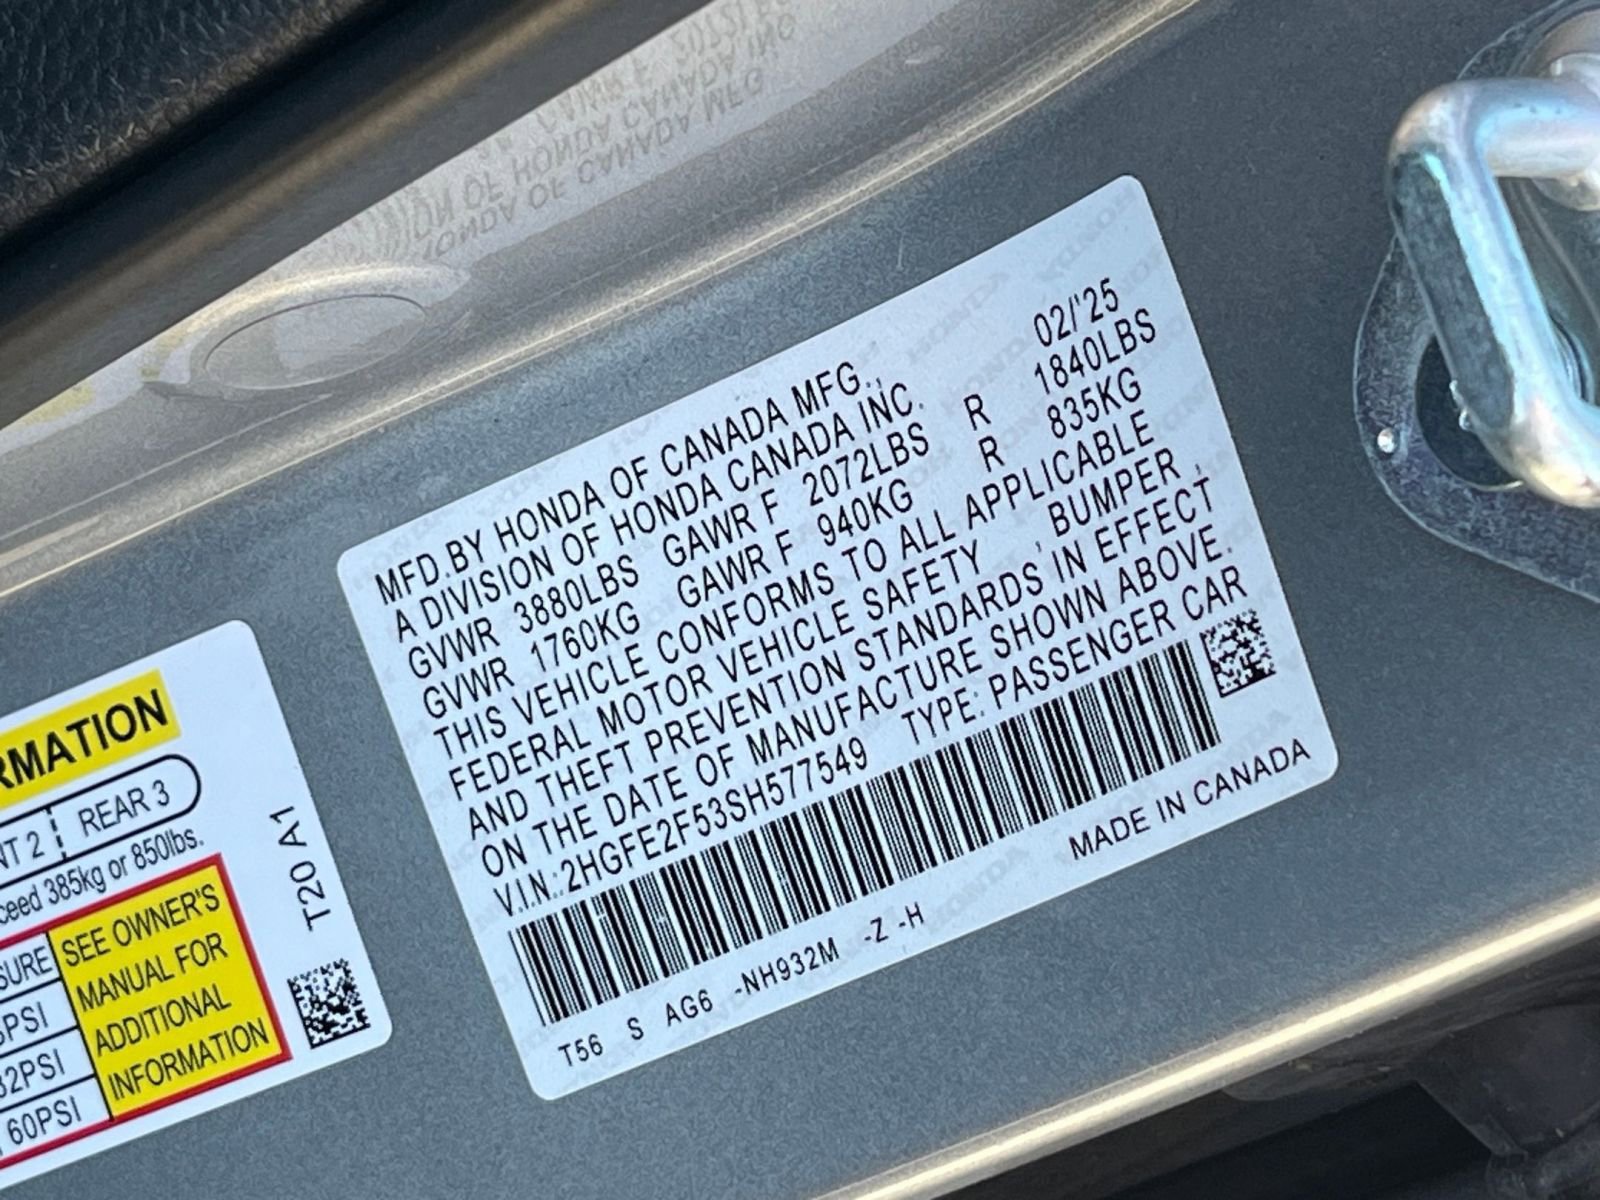 MFD.BY HONDA OF CANADA MFG.,
A DIVISION OF HONDA CANADA INC. 02/'25
GVWR 3880LBS GAWR F 2072LBS R 1840LBS
GVWR 1760KG GAWR F 940KG R 835KG
THIS VEHICLE CONFORMS TO ALL APPLICABLE
FEDERAL MOTOR VEHICLE SAFETY , BUMPER ,
AND THEFT PREVENTION STANDARDS IN EFFECT
ON THE DATE OF MANUFACTURE SHOWN ABOVE.
V.I.N.:2HGFE2F53SH577549 TYPE: PASSENGER CAR
MADE IN CANADA
T56 S AG6 -NH932M -Z -H
REAR 3
385kg or 850lbs.
SEE OWNER'S
MANUAL FOR
ADDITIONAL
INFORMATION
60PSI
T20 A1